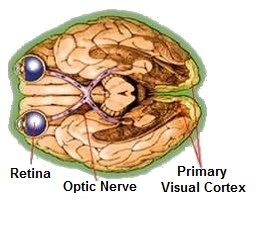 Retina
Optic Nerve
Primary
Visual Cortex